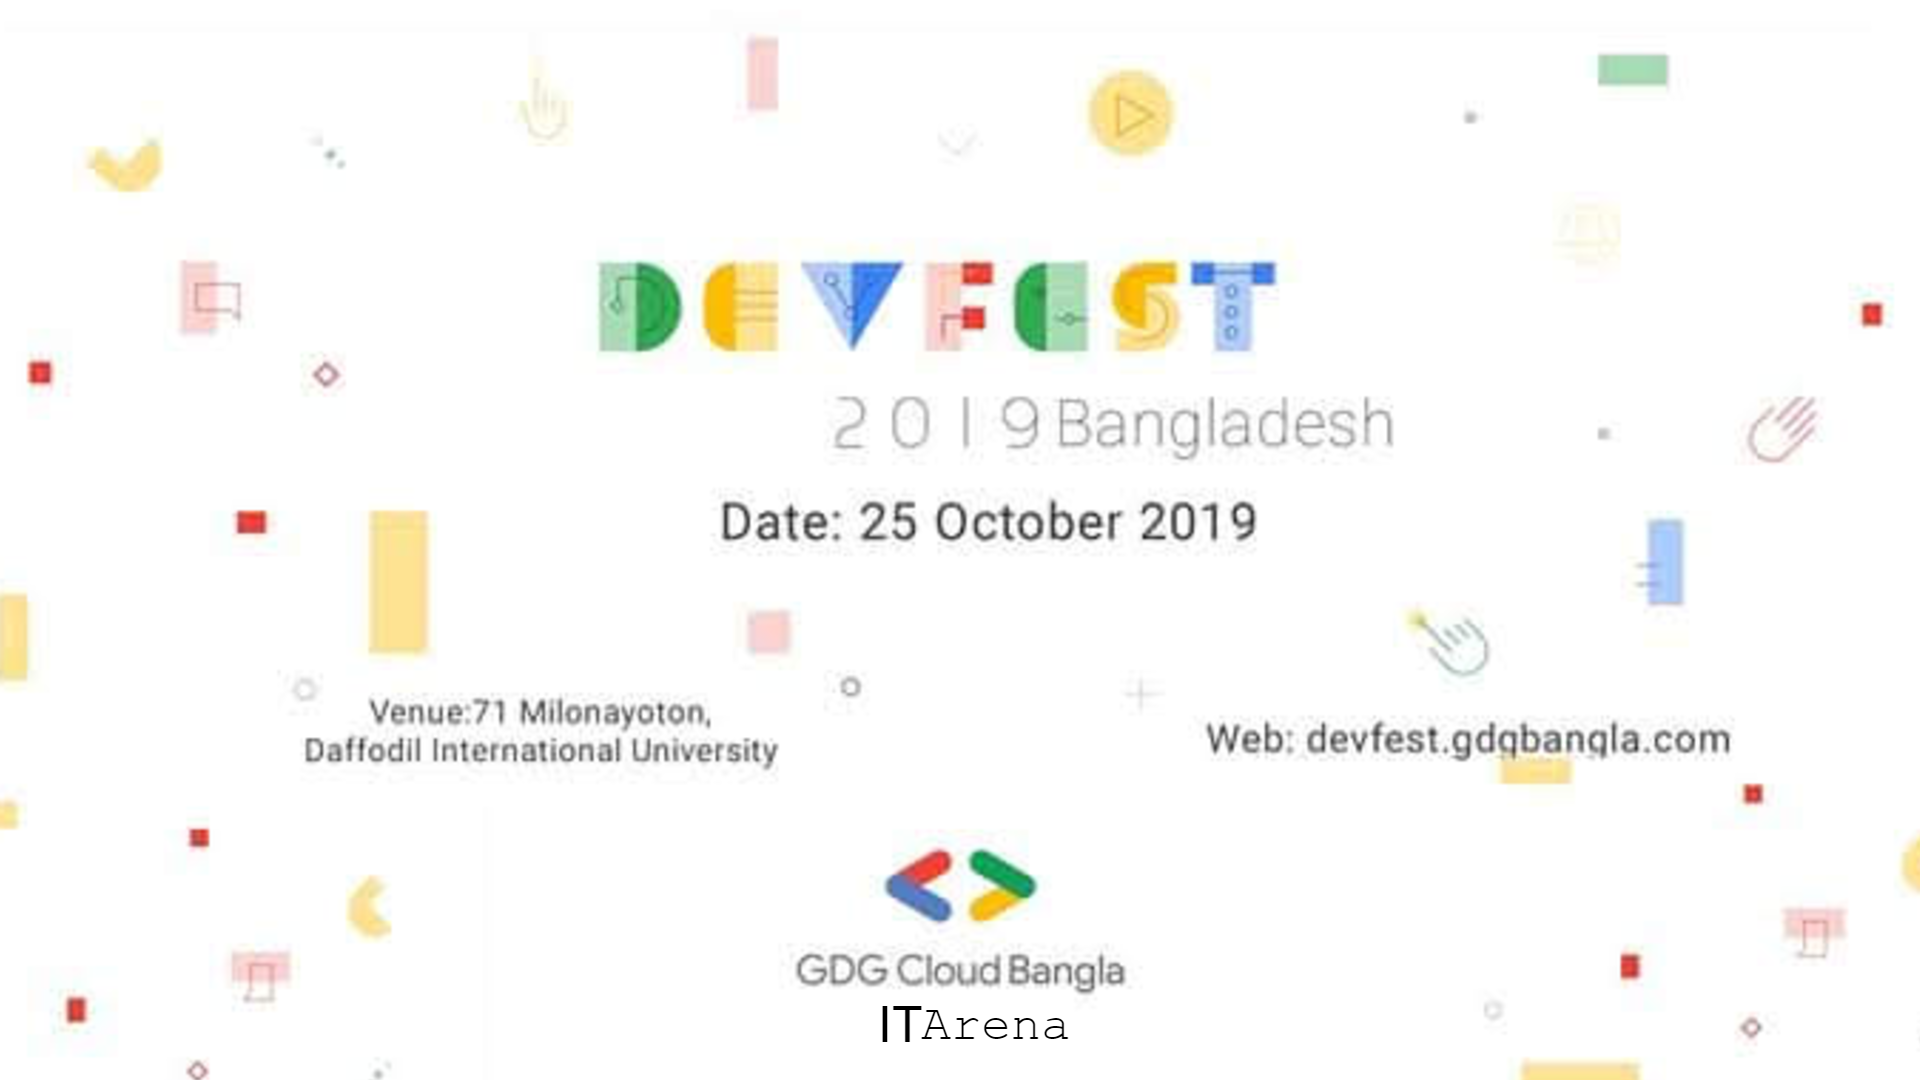 DEVFEST
2019 Bangladesh
Date: 25 October 2019
Venue:71 Milonayoton,
Daffodil International University
Web: devfest.gdgbangla.com
GDG Cloud Bangla
ITArena